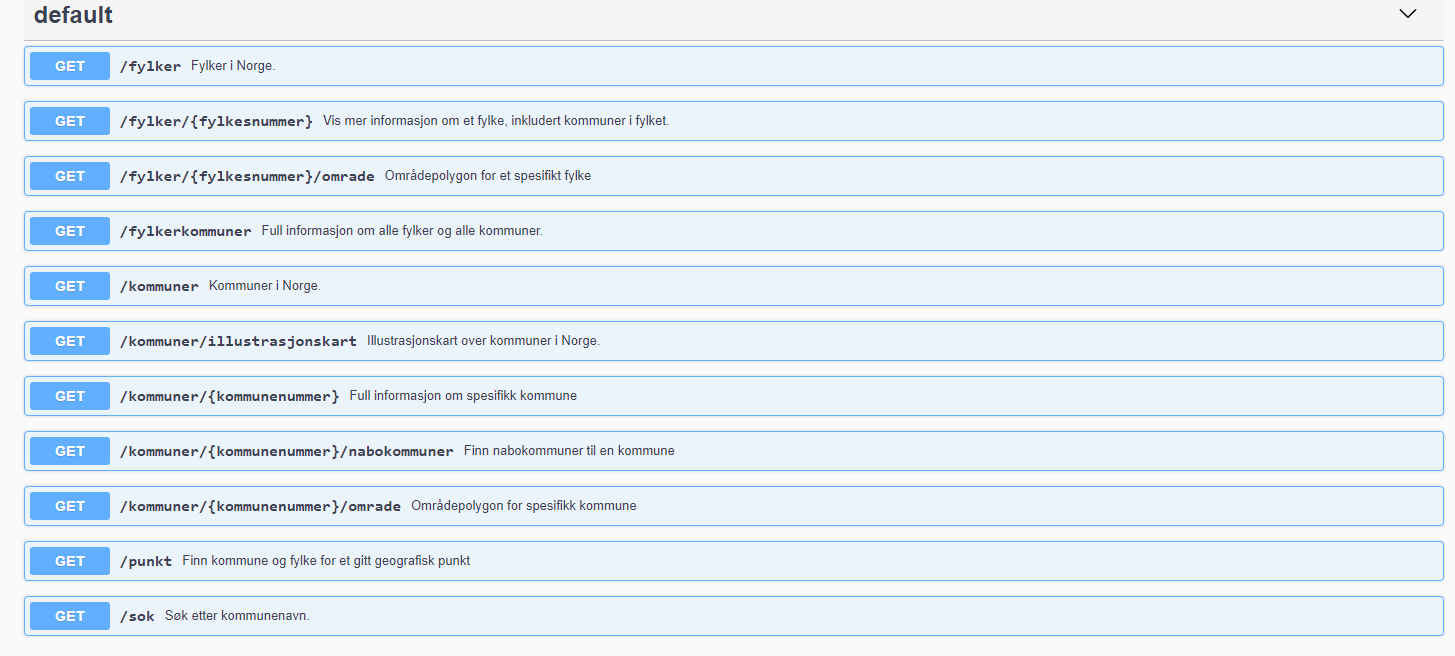 default
GET /fylker Fylker i Norge.
GET /fylker/{fylkesnummer} Vis mer informasjon om et fylke, inkludert kommuner i fylket.
GET /fylker/{fylkesnummer}/omrade Områdepolygon for et spesifikt fylke
GET /fylkerkommuner Full informasjon om alle fylker og alle kommuner.
GET /kommuner Kommuner i Norge.
GET /kommuner/illustrasjonskart Illustrasjonskart over kommuner i Norge.
GET /kommuner/{kommunenummer} Full informasjon om spesifikk kommune
GET /kommuner/{kommunenummer}/nabokommuner Finn nabokommuner til en kommune
GET /kommuner/{kommunenummer}/omrade Områdepolygon for spesifikk kommune
GET /punkt Finn kommune og fylke for et gitt geografisk punkt
GET /sok Søk etter kommunenavn.